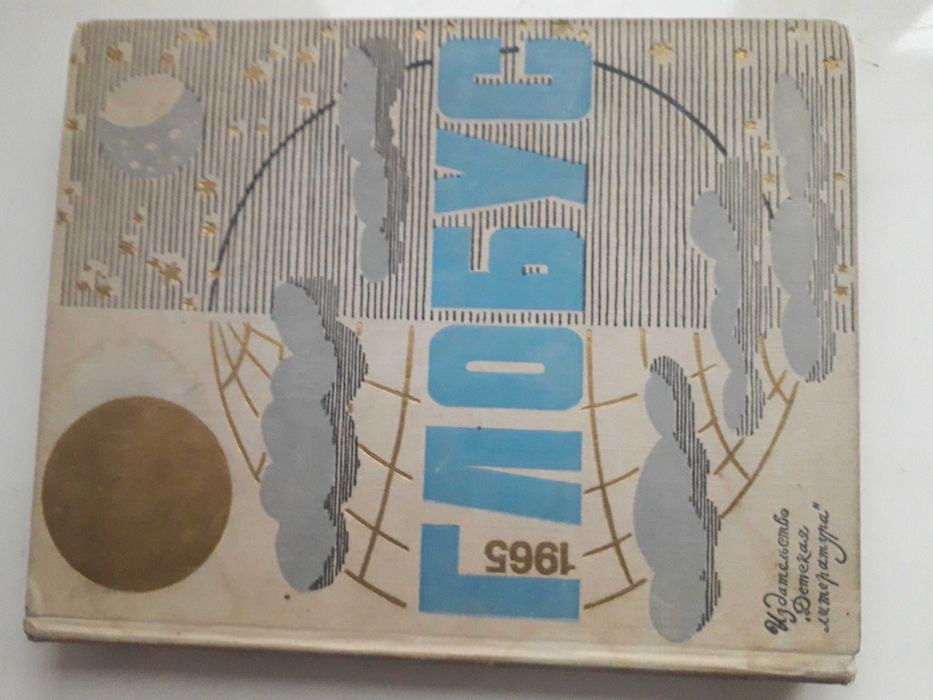 ГЛОБУС
1965
Издательство
„Детская
литература“